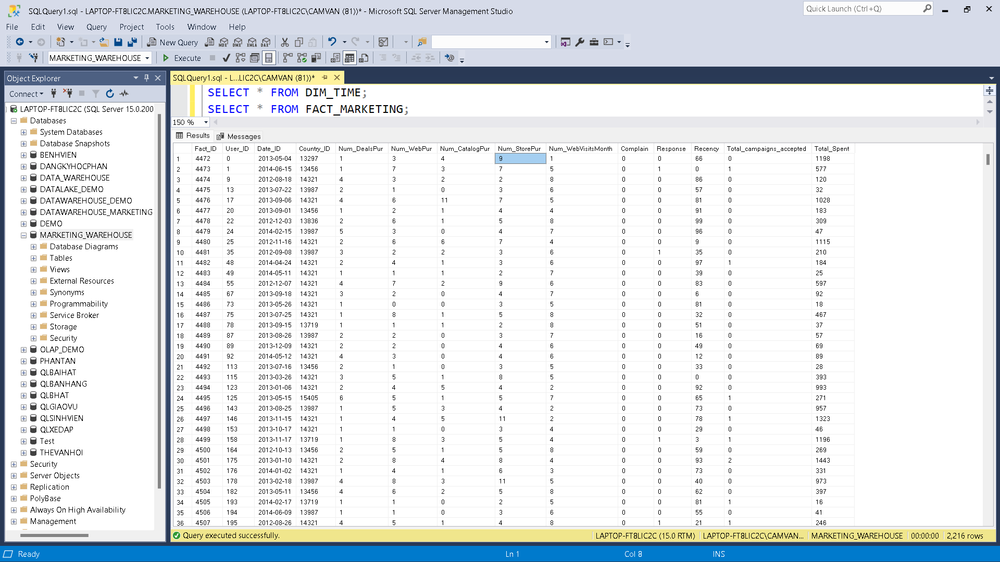 SQLQuery1.sql - LAPTOP-FT8LIC2C.MARKETING_WAREHOUSE (LAPTOP-FT8LIC2C\CAMVAN (81))* - Microsoft SQL Server Management Studio
Quick Launch (Ctrl+Q)
File Edit View Query Project Tools Window Help
New Query MDX DMX XMLA DAX
MARKETING_WAREHOUSE Execute
Object Explorer
Connect
LAPTOP-FT8LIC2C (SQL Server 15.0.200
Databases
System Databases
Database Snapshots
BENHVIEN
DANGKYHOCPHAN
DATA_WAREHOUSE
DATALAKE_DEMO
DATAWAREHOUSE_DEMO
DATAWAREHOUSE_MARKETING
DEMO
MARKETING_WAREHOUSE
Database Diagrams
Tables
Views
External Resources
Synonyms
Programmability
Service Broker
Storage
Security
OLAP_DEMO
PHANTAN
QLBAIHAT
QLBANHANG
QLBHAT
QLGIAOVU
QLSINHVIEN
QLXEDAP
Test
THEVANHOI
Security
Server Objects
Replication
PolyBase
Always On High Availability
Management
SQLQuery1.sql - L...LIC2C\CAMVAN (81))*
SELECT * FROM DIM_TIME;
SELECT * FROM FACT_MARKETING;
150 %
Results Messages
Fact_ID User_ID Date_ID Country_ID Num_DealsPur Num_WebPur Num_CatalogPur Num_StorePur Num_WebVisitsMonth Complain Response Recency Total_campaigns_accepted Total_Spent
1 4472 0 2013-05-04 13297 1 3 4 9 1 0 0 66 0 1198
2 4473 1 2014-06-15 13456 1 7 3 7 5 0 1 0 1 577
3 4474 9 2012-08-18 14321 4 3 2 2 8 0 0 86 0 120
4 4475 13 2013-07-22 13987 2 1 0 3 6 0 0 57 0 32
5 4476 17 2013-09-06 14321 4 6 11 7 5 0 0 81 0 1028
6 4477 20 2013-09-01 13456 1 2 1 4 4 0 0 91 0 183
7 4478 22 2012-12-03 13836 2 6 1 5 8 0 0 99 0 309
8 4479 24 2014-02-15 13987 5 3 0 4 7 0 0 96 0 47
9 4480 25 2012-11-16 14321 2 6 6 7 4 0 0 9 0 1115
10 4481 35 2012-09-08 13987 3 2 2 3 6 0 1 35 0 210
11 4482 48 2014-04-24 14321 2 4 1 3 6 0 0 97 1 184
12 4483 49 2014-05-11 14321 1 1 1 2 7 0 0 39 0 25
13 4484 55 2012-12-07 14321 4 7 2 9 6 0 0 83 0 597
14 4485 67 2013-09-18 14321 3 2 0 4 7 0 0 6 0 92
15 4486 73 2013-05-26 14321 1 0 0 3 5 0 0 81 0 18
16 4487 75 2013-07-25 14321 1 8 1 5 8 0 0 32 0 467
17 4488 78 2013-09-15 13719 1 1 1 2 8 0 0 51 0 37
18 4489 87 2013-08-26 13987 2 2 0 3 7 0 0 16 0 57
19 4490 89 2013-12-09 14321 2 2 0 4 6 0 0 49 0 69
20 4491 92 2014-05-12 14321 4 3 0 4 6 0 0 12 0 89
21 4492 113 2013-07-16 13456 2 1 0 3 5 0 0 33 0 28
22 4493 115 2013-03-26 14321 3 5 1 8 5 0 0 0 0 393
23 4494 123 2013-01-06 14321 2 4 5 4 2 0 0 92 0 993
24 4495 125 2013-05-15 15405 6 5 1 5 7 0 0 65 1 271
25 4496 143 2013-08-25 13987 1 5 3 4 2 0 0 73 0 957
26 4497 146 2013-11-15 14321 1 4 5 11 2 0 0 78 1 1323
27 4498 153 2013-10-17 14321 1 1 0 3 4 0 0 29 0 46
28 4499 158 2013-11-17 13719 1 8 3 5 4 0 1 3 1 1196
29 4500 164 2012-10-13 13456 2 5 1 5 8 0 0 59 0 269
30 4501 175 2013-01-10 14321 2 8 4 8 4 0 0 93 2 1443
31 4502 176 2014-01-02 14321 1 4 1 6 3 0 0 73 0 331
32 4503 178 2013-02-18 13987 4 8 3 11 5 0 0 40 0 973
33 4504 182 2013-05-11 13456 4 6 2 5 8 0 0 62 0 397
34 4505 193 2014-02-17 13719 1 1 0 2 5 0 0 81 1 16
35 4506 194 2014-06-09 13987 1 1 0 3 6 0 0 55 0 41
36 4507 195 2012-08-26 14321 4 5 1 4 8 0 1 21 1 246
Query executed successfully. LAPTOP-FT8LIC2C (15.0 RTM) LAPTOP-FT8LIC2C\CAMVAN... MARKETING_WAREHOUSE 00:00:00 2,216 rows
Ready Ln 1 Col 8 INS